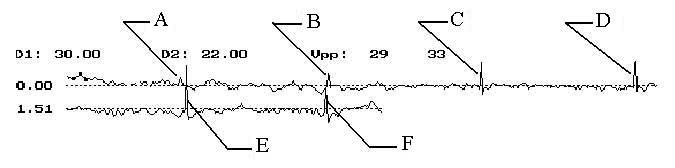 A B C D
D1: 30.00 D2: 22.00 Vpp: 29 33
0.00
1.51
E F